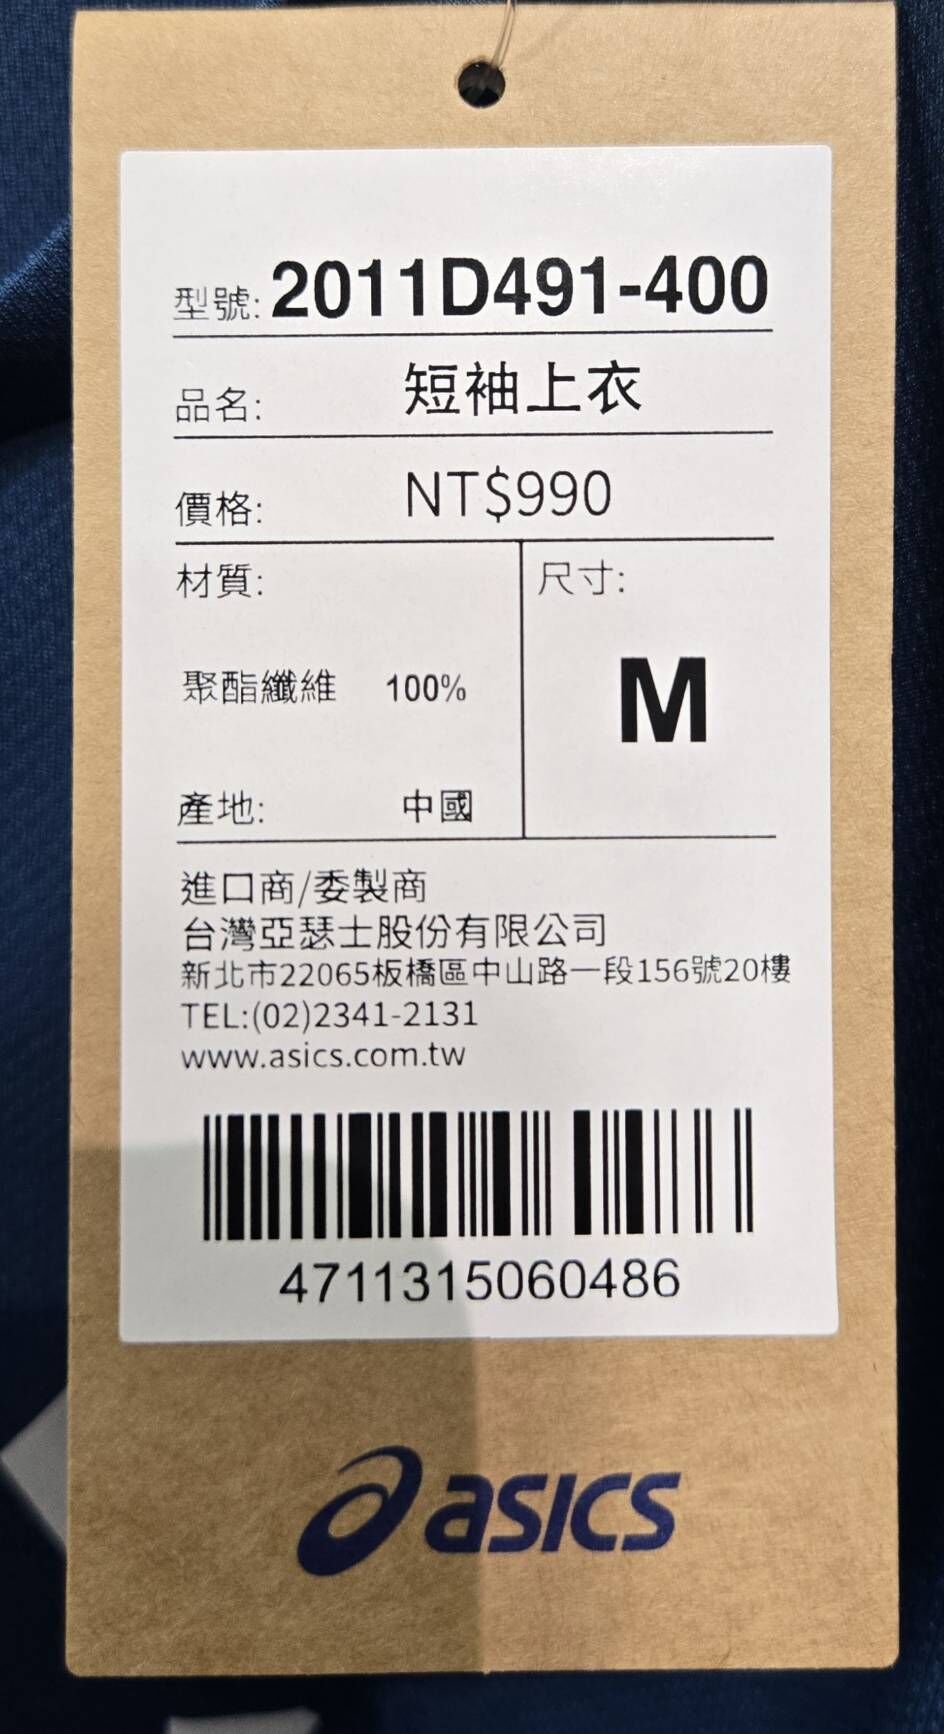 型號: 2011D491-400
品名: 短袖上衣
價格: NT$990
材質:
聚酯纖維 100%
尺寸:
M
產地: 中國
進口商/委製商
台灣亞瑟士股份有限公司
新北市22065板橋區中山路一段156號20樓
TEL:(02)2341-2131
www.asics.com.tw
4711315060486
asics